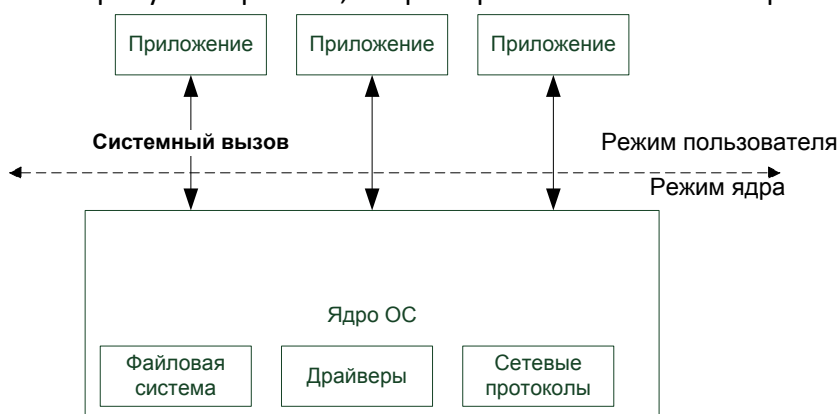 Приложение Приложение Приложение
Системный вызов
Режим пользователя
Режим ядра
Ядро ОС
Файловая система
Драйверы
Сетевые протоколы